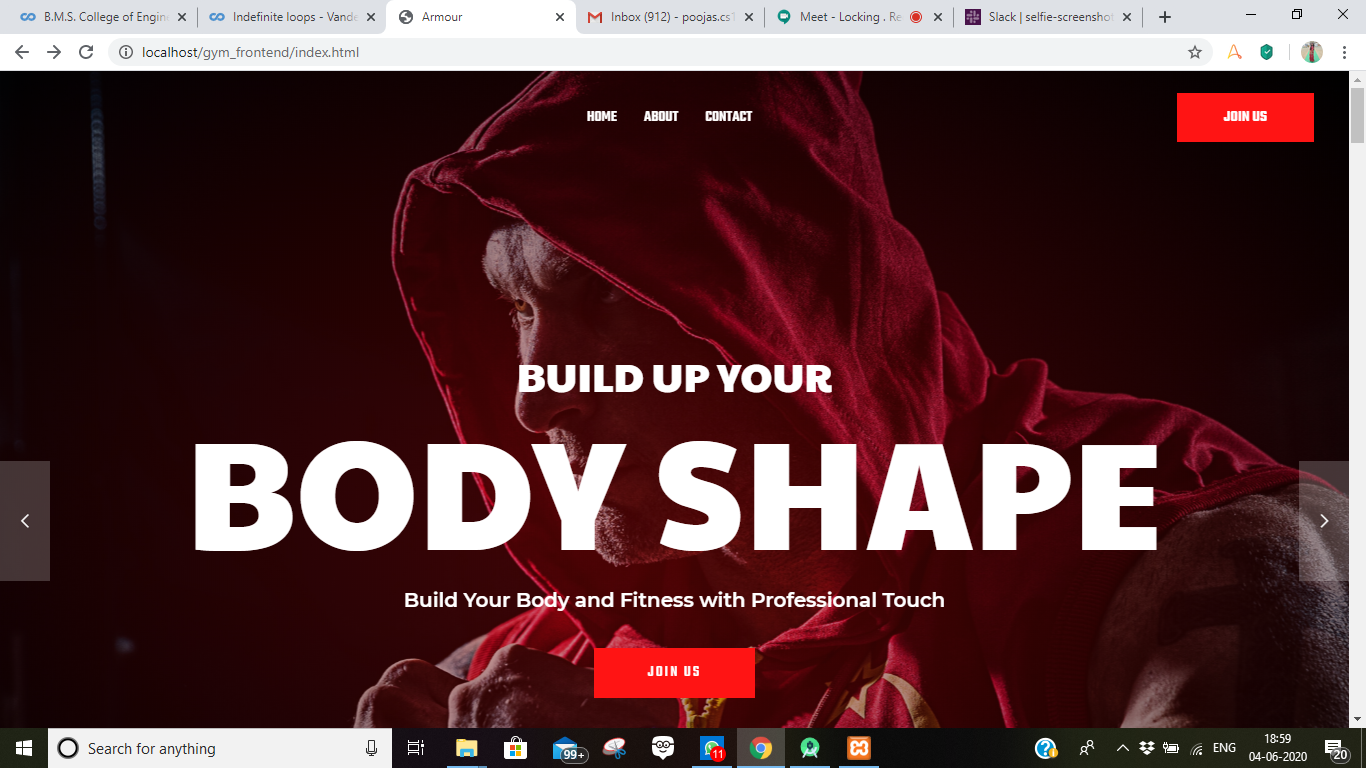 B.M.S. College of Engin
Indefinite loops - Vande
Armour
Inbox (912) - poojas.cs1
Meet - Locking . Re
Slack | selfie-screenshot
localhost/gym_frontend/index.html
HOME ABOUT CONTACT
JOIN US
BUILD UP YOUR
BODY SHAPE
Build Your Body and Fitness with Professional Touch
JOIN US
Search for anything
99+
11
ENG
18:59
04-06-2020
20